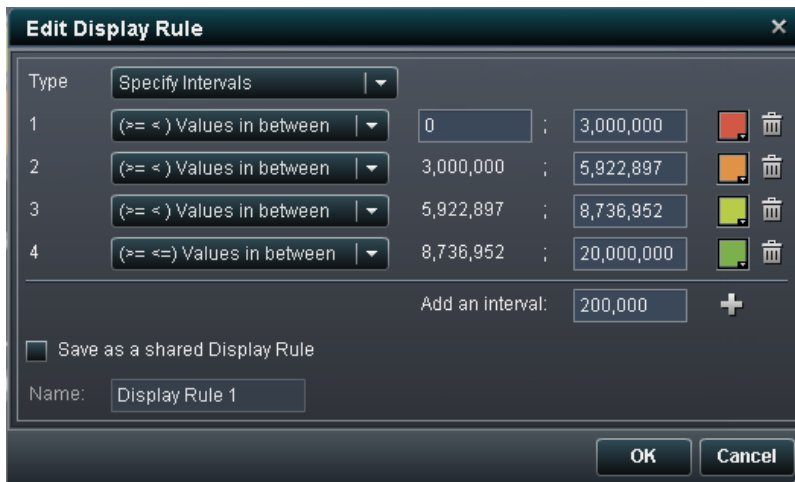 Edit Display Rule
Type Specify Intervals
1 (>= < ) Values in between 0 ; 3,000,000
2 (>= < ) Values in between 3,000,000 ; 5,922,897
3 (>= < ) Values in between 5,922,897 ; 8,736,952
4 (>= <=) Values in between 8,736,952 ; 20,000,000
Add an interval: 200,000
Save as a shared Display Rule
Name: Display Rule 1
OK Cancel